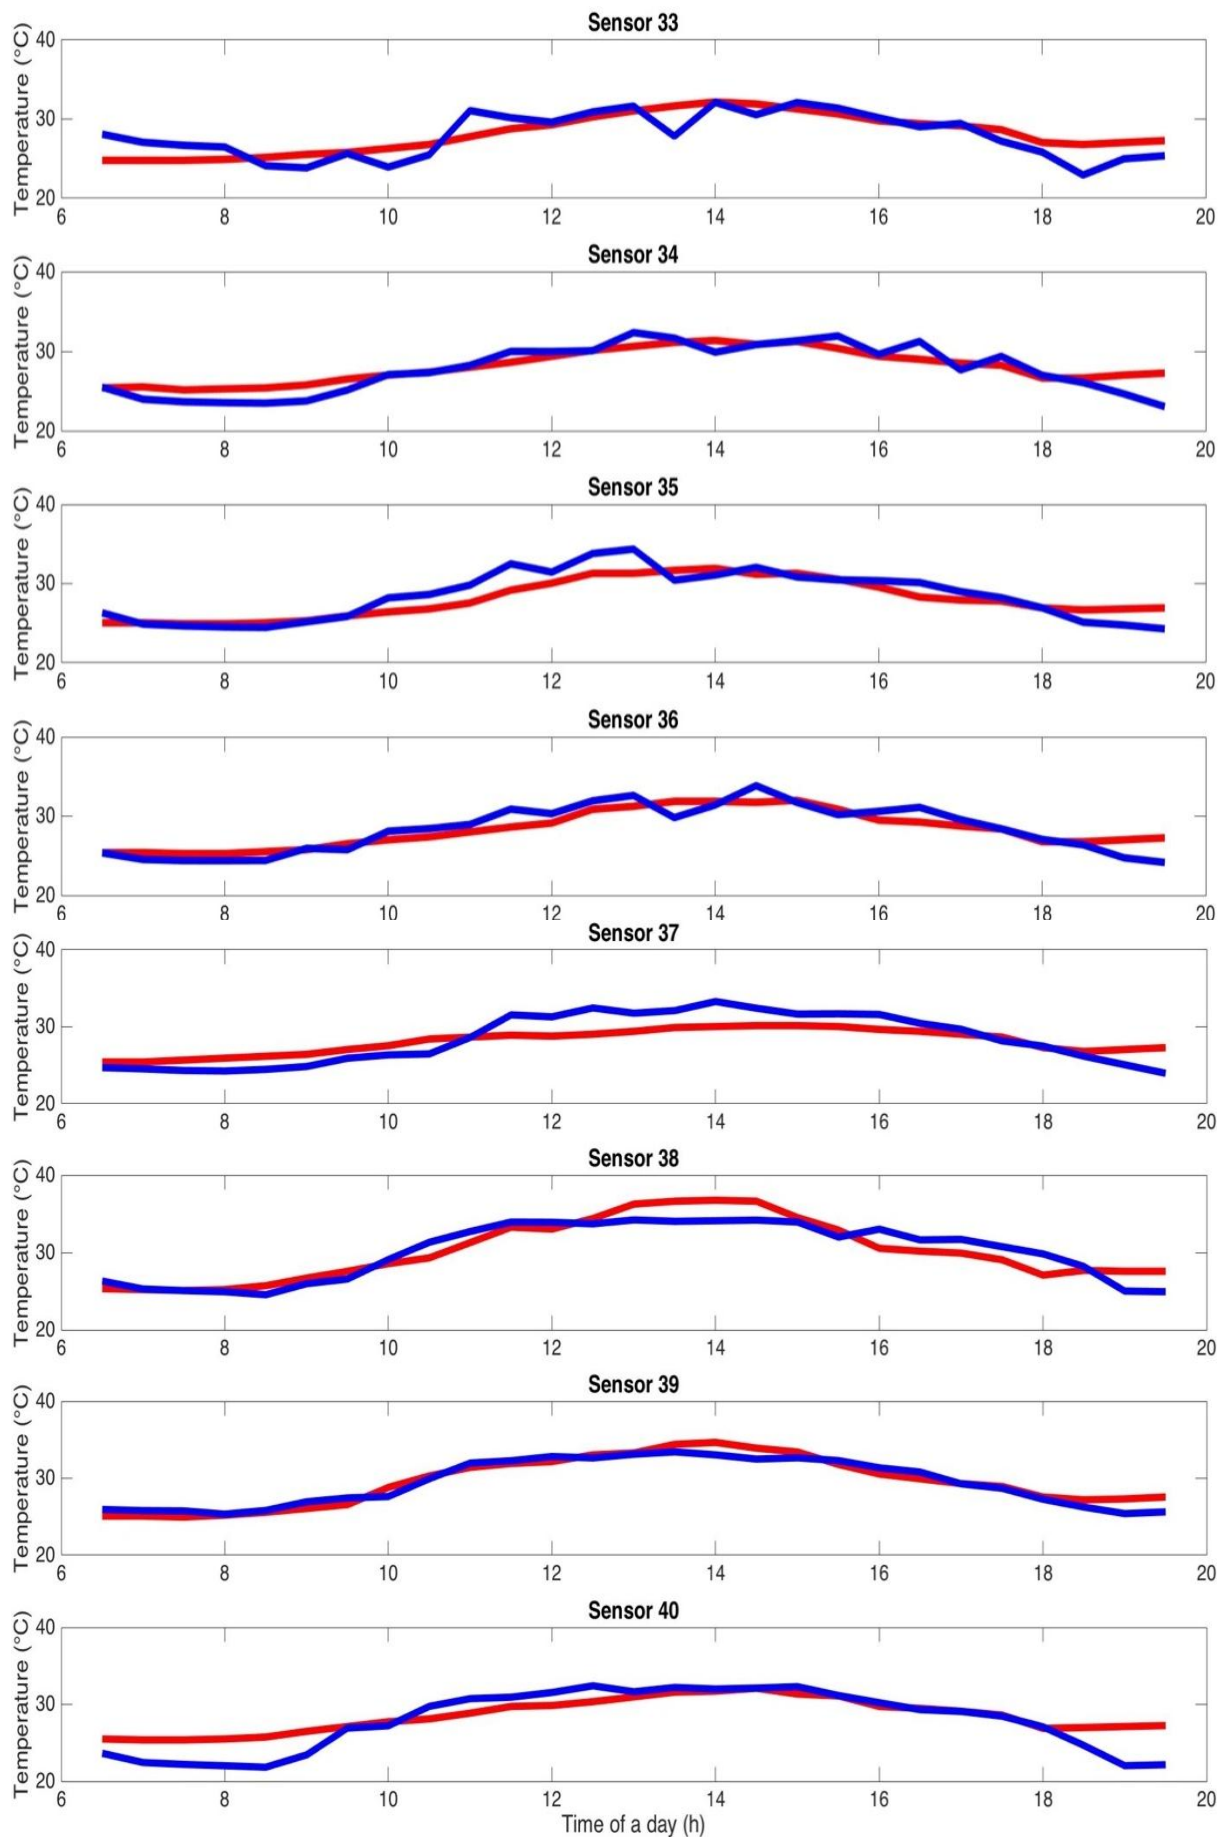 Sensor 33
Temperature (°C)
40
30
20
6 8 10 12 14 16 18 20
Sensor 34
Temperature (°C)
40
30
20
6 8 10 12 14 16 18 20
Sensor 35
Temperature (°C)
40
30
20
6 8 10 12 14 16 18 20
Sensor 36
Temperature (°C)
40
30
20
6 8 10 12 14 16 18 20
Sensor 37
Temperature (°C)
40
30
20
6 8 10 12 14 16 18 20
Sensor 38
Temperature (°C)
40
30
20
6 8 10 12 14 16 18 20
Sensor 39
Temperature (°C)
40
30
20
6 8 10 12 14 16 18 20
Sensor 40
Temperature (°C)
40
30
20
6 8 10 12 14 16 18 20
Time of a day (h)